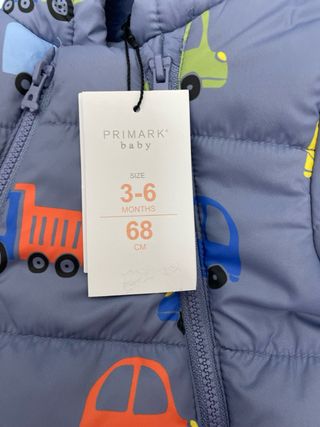 PRIMARK®
baby
SIZE
3-6
MONTHS
68
CM